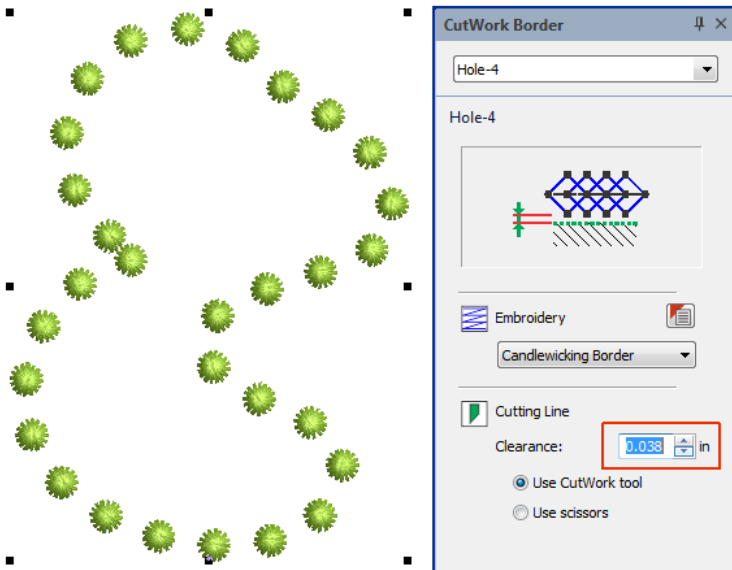 CutWork Border
Hole-4
Hole-4
Embroidery
Candlewicking Border
Cutting Line
Clearance: 0.038 in
Use CutWork tool
Use scissors